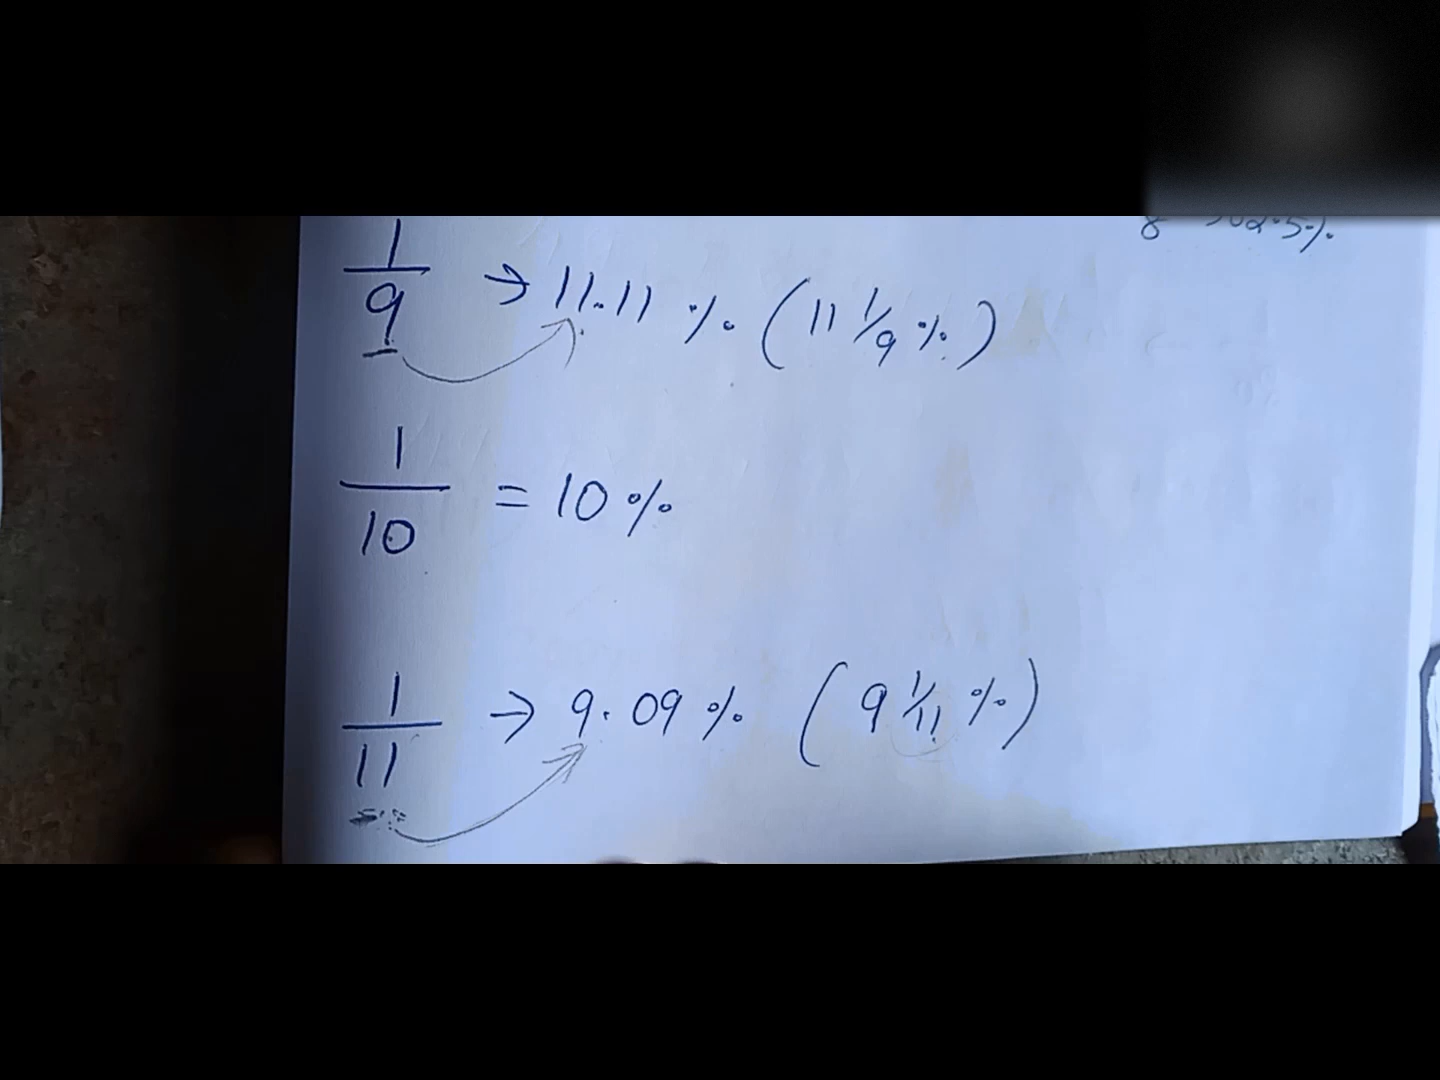 1/9 → 11.11 % (11 1/9 %)
1/10 = 10 %
1/11 → 9.09 % (9 1/11 %)